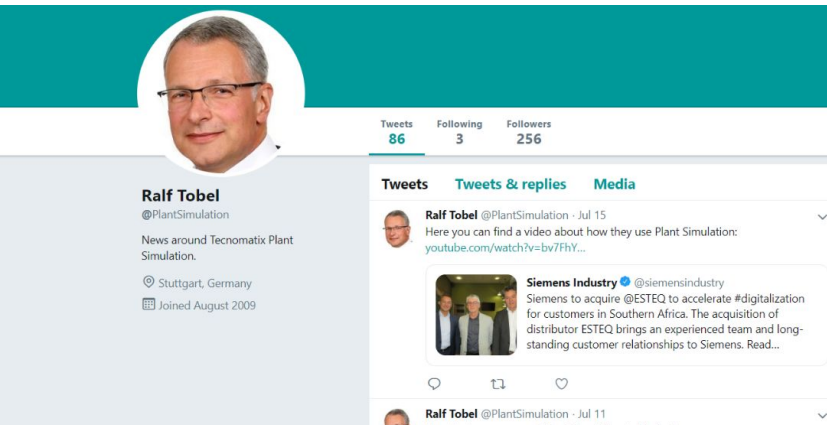 Tweets Following Followers
86 3 256
Ralf Tobel
@PlantSimulation
News around Tecnomatix Plant
Simulation.
Stuttgart, Germany
Joined August 2009
Tweets Tweets & replies Media
Ralf Tobel @PlantSimulation · Jul 15
Here you can find a video about how they use Plant Simulation:
youtube.com/watch?v=bv7FhY...
Siemens Industry @siemensindustry
Siemens to acquire @ESTEQ to accelerate #digitalization
for customers in Southern Africa. The acquisition of
distributor ESTEQ brings an experienced team and long-
standing customer relationships to Siemens. Read...
Ralf Tobel @PlantSimulation · Jul 11